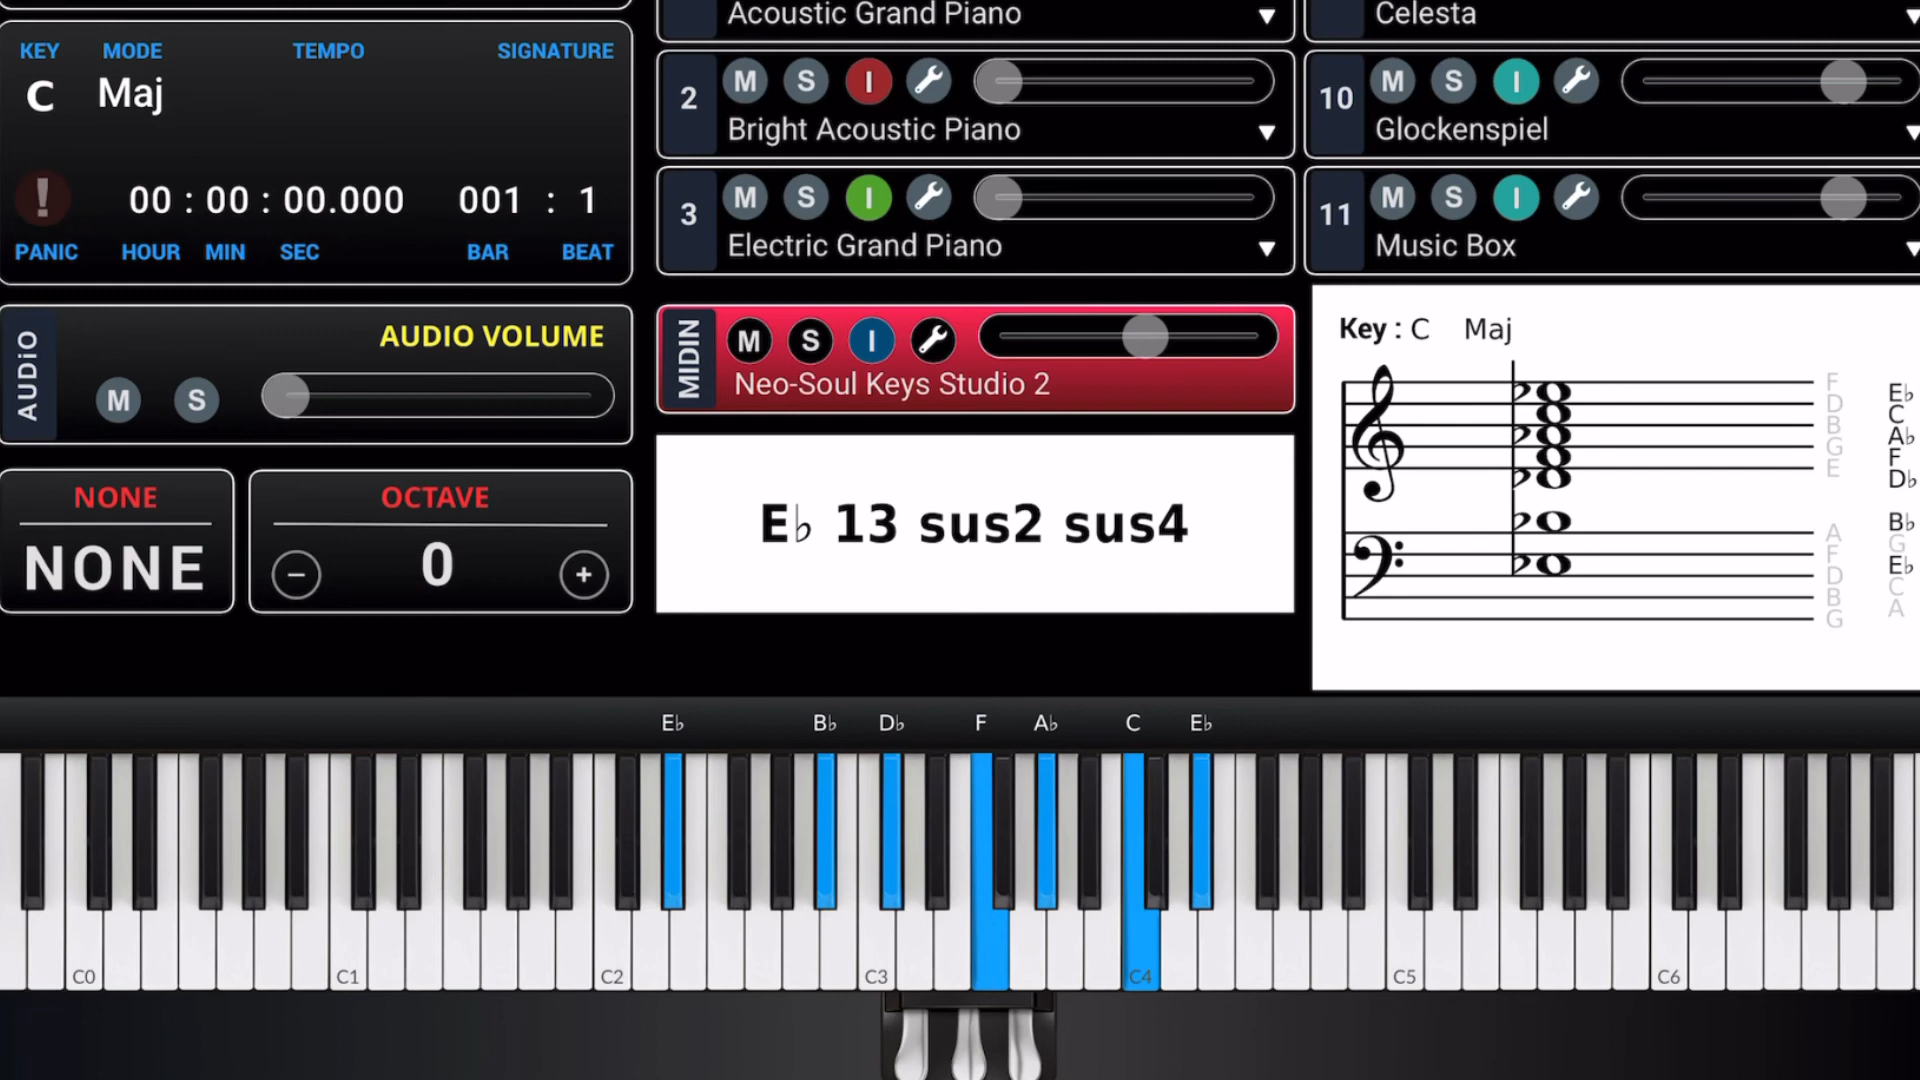 KEY MODE TEMPO SIGNATURE
C Maj
! 00 : 00 : 00.000 001 : 1
PANIC HOUR MIN SEC BAR BEAT
AUDiO
AUDIO VOLUME
M S
NONE
NONE
OCTAVE
− 0 +
Acoustic Grand Piano
2
M S I
Bright Acoustic Piano
3
M S I
Electric Grand Piano
Celesta
10
M S I
Glockenspiel
11
M S I
Music Box
MIDIN
M S I
Neo-Soul Keys Studio 2
E♭ 13 sus2 sus4
Key : C Maj
F
D
B
G
E
A
F
D
B
G
E♭
C
A♭
F
D♭
B♭
G
E♭
C
A
E♭ B♭ D♭ F A♭ C E♭
C0 C1 C2 C3 C4 C5 C6